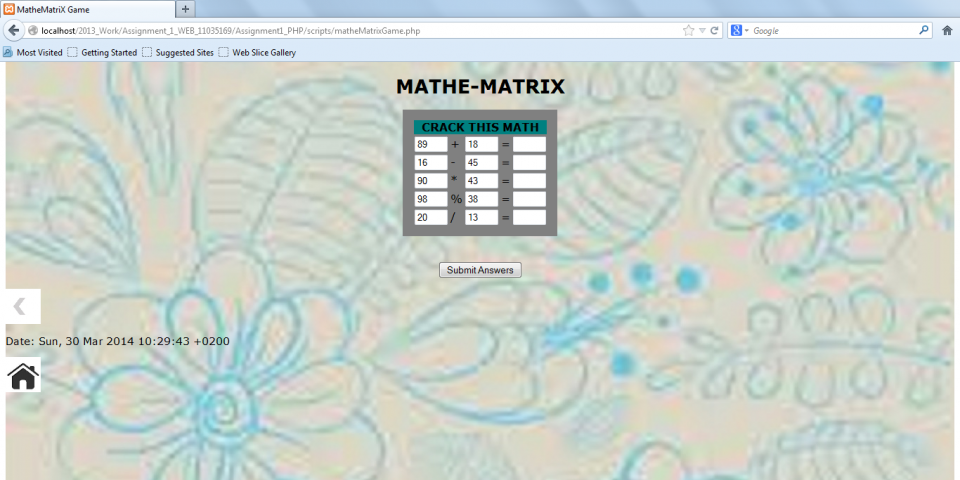 MatheMatriX Game
localhost/2013_Work/Assignment_1_WEB_11035169/Assignment1_PHP/scripts/matheMatrixGame.php
Google
Most Visited Getting Started Suggested Sites Web Slice Gallery
MATHE-MATRIX
CRACK THIS MATH
89 + 18 =
16 - 45 =
90 * 43 =
98 % 38 =
20 / 13 =
Submit Answers
Date: Sun, 30 Mar 2014 10:29:43 +0200